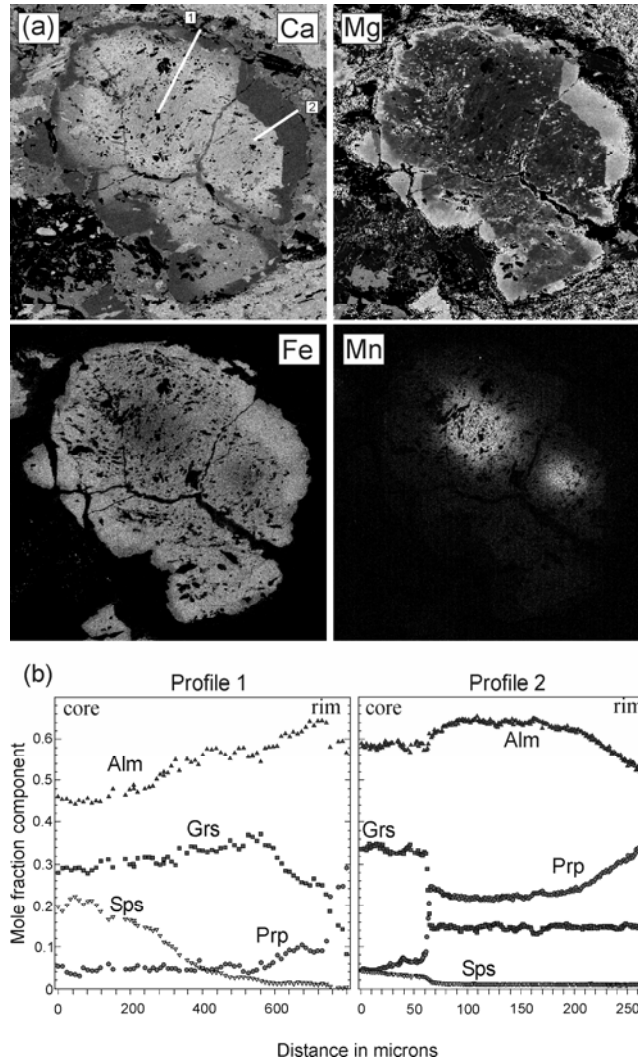 (a)
1
Ca
2
Mg
Fe
Mn
(b)
Profile 1
Profile 2
core
rim
core
rim
Mole fraction component
0.6
0.5
0.4
0.3
0.2
0.1
0
Alm
Grs
Sps
Prp
Alm
Grs
Prp
Sps
0 200 400 600
0 50 100 150 200 250
Distance in microns